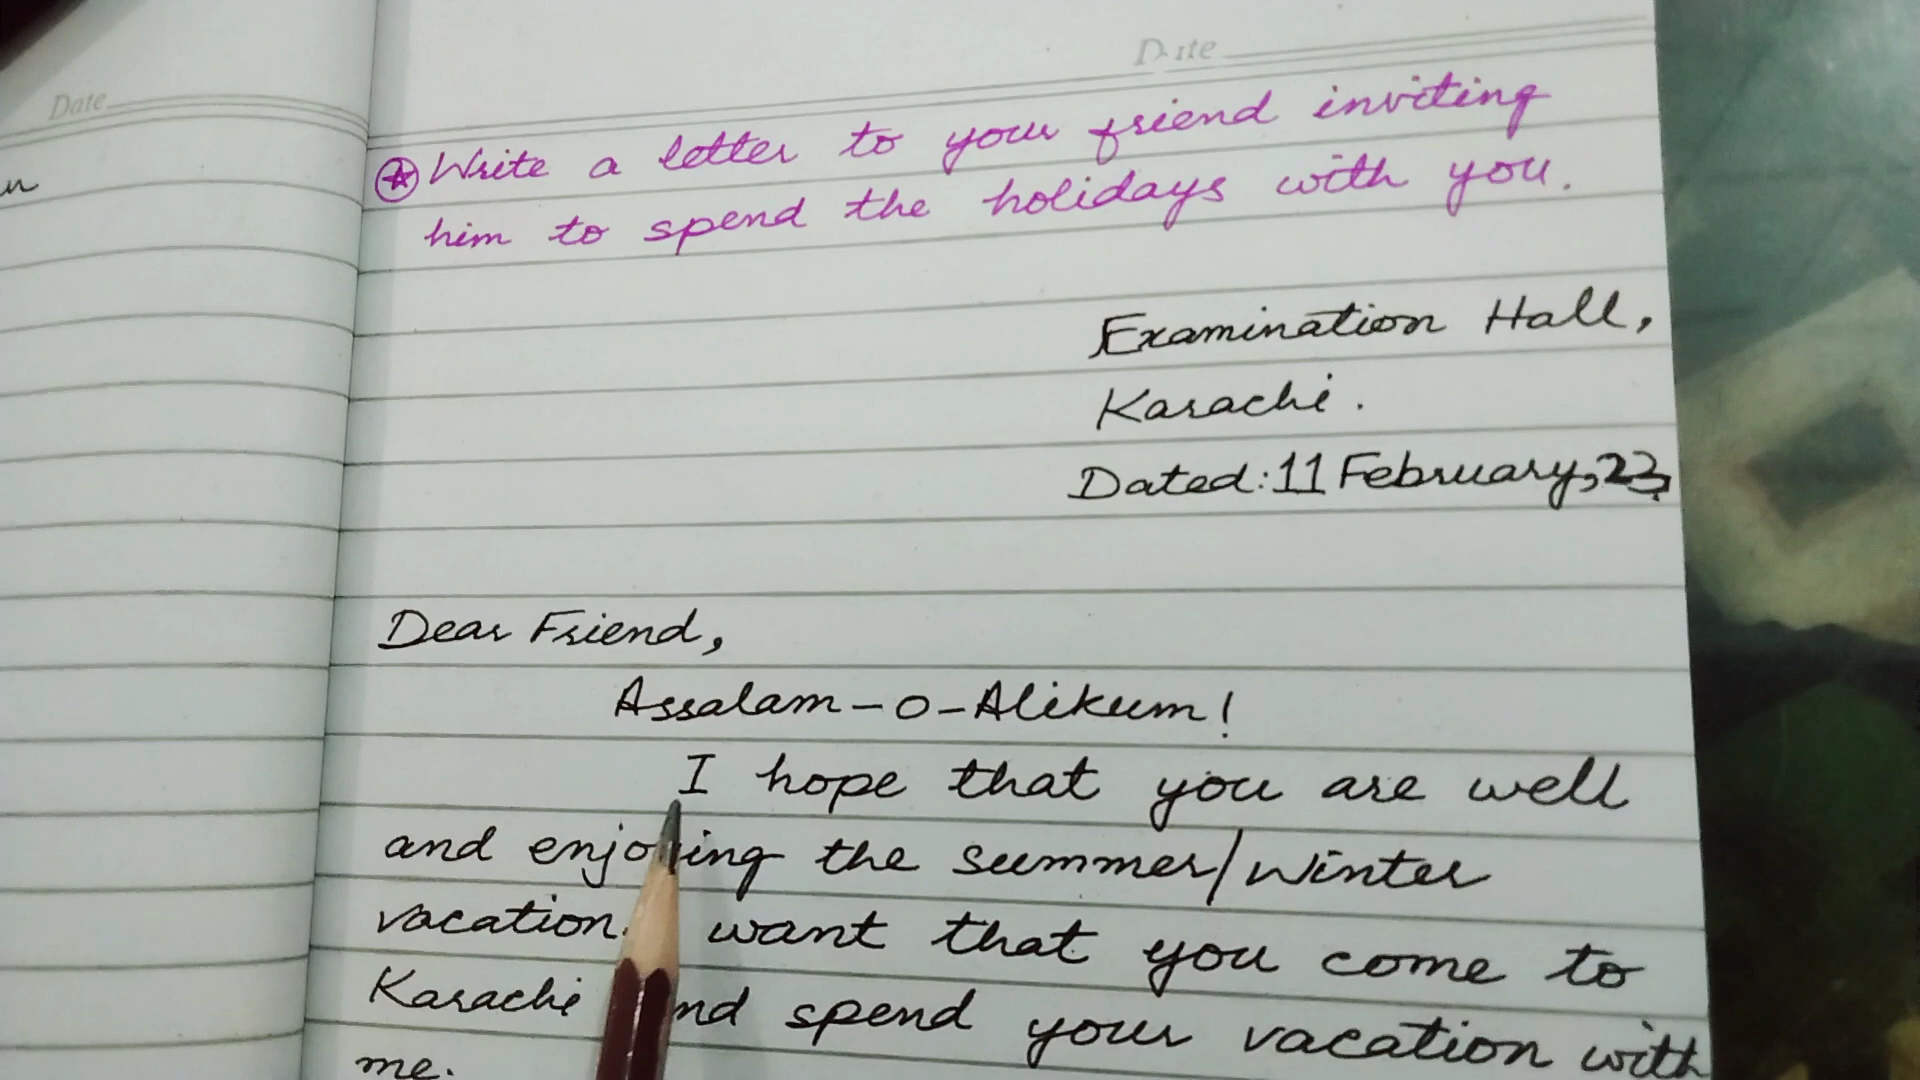 Date
Date
Write a letter to your friend inviting
him to spend the holidays with you.
Examination Hall,
Karachi.
Dated: 11 February, 23,
Dear Friend,
Assalam-o-Alikum!
I hope that you are well
and enjoying the summer/Winter
vacation. want that you come to
Karachi and spend your vacation with
me.